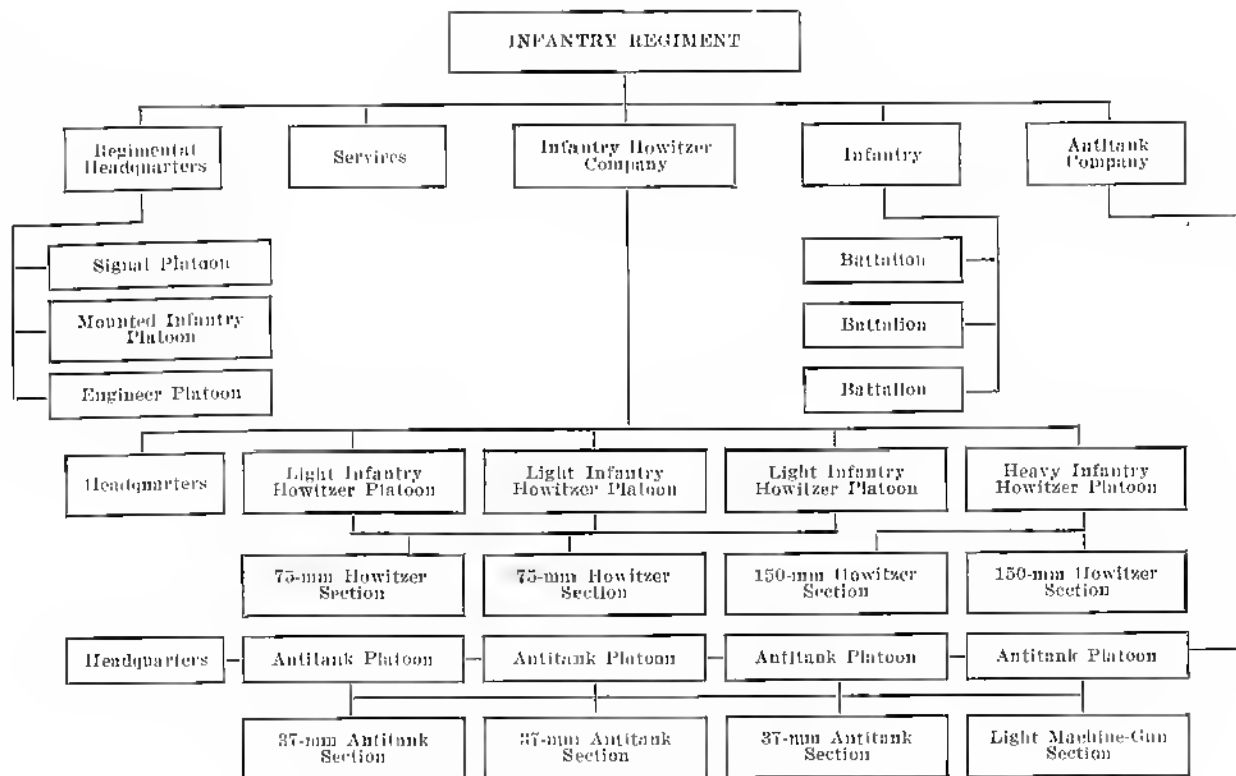 INFANTRY REGIMENT
Regimental
Headquarters
Services
Infantry Howitzer
Company
Infantry
Antitank
Company
Signal Platoon
Mounted Infantry
Platoon
Engineer Platoon
Battalion
Battalion
Battalion
Headquarters
Light Infantry
Howitzer Platoon
Light Infantry
Howitzer Platoon
Light Infantry
Howitzer Platoon
Heavy Infantry
Howitzer Platoon
75-mm Howitzer
Section
75-mm Howitzer
Section
150-mm Howitzer
Section
150-mm Howitzer
Section
Headquarters
Antitank Platoon
Antitank Platoon
Antitank Platoon
Antitank Platoon
37-mm Antitank
Section
37-mm Antitank
Section
37-mm Antitank
Section
Light Machine-Gun
Section